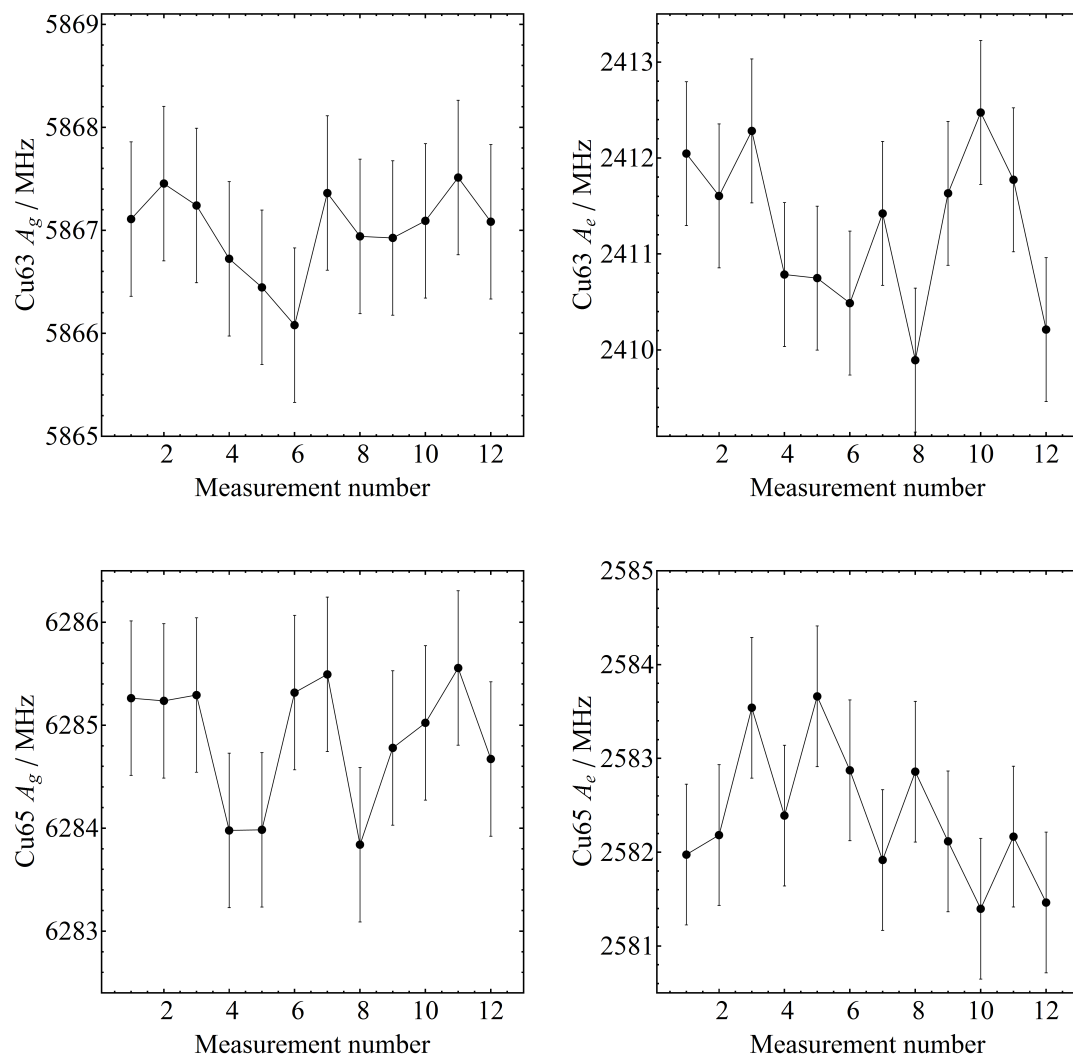 Cu63 A_g / MHz
5869
5868
5867
5866
5865
2 4 6 8 10 12
Measurement number
Cu63 A_e / MHz
2413
2412
2411
2410
2 4 6 8 10 12
Measurement number
Cu65 A_g / MHz
6286
6285
6284
6283
2 4 6 8 10 12
Measurement number
Cu65 A_e / MHz
2585
2584
2583
2582
2581
2 4 6 8 10 12
Measurement number